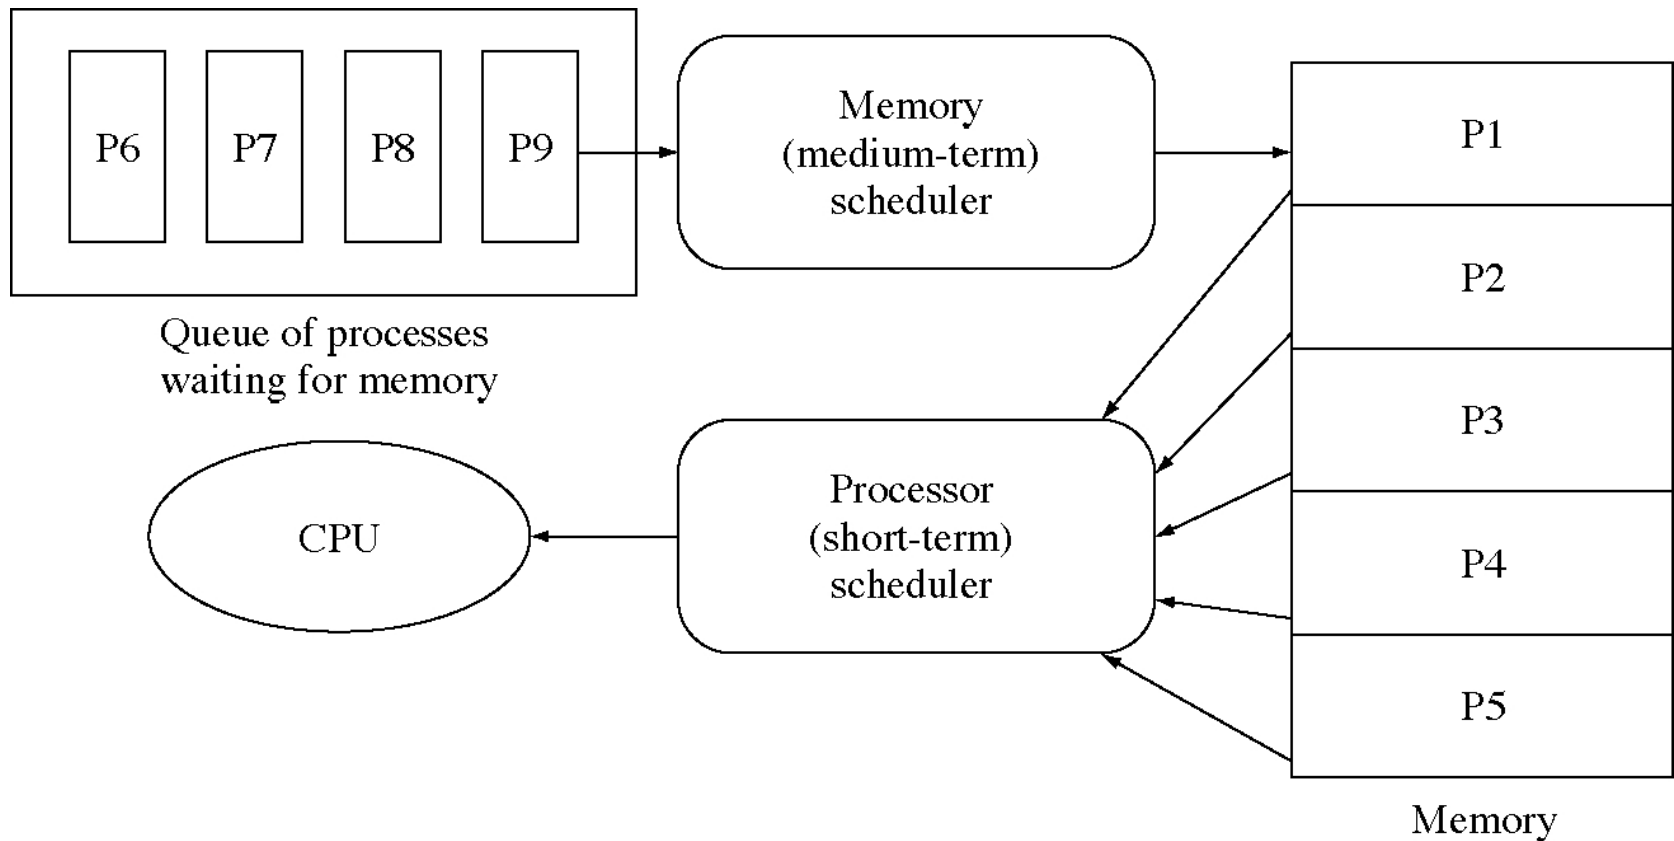 P6
P7
P8
P9
Memory
(medium-term)
scheduler
P1
P2
P3
P4
P5
Memory
Queue of processes
waiting for memory
CPU
Processor
(short-term)
scheduler